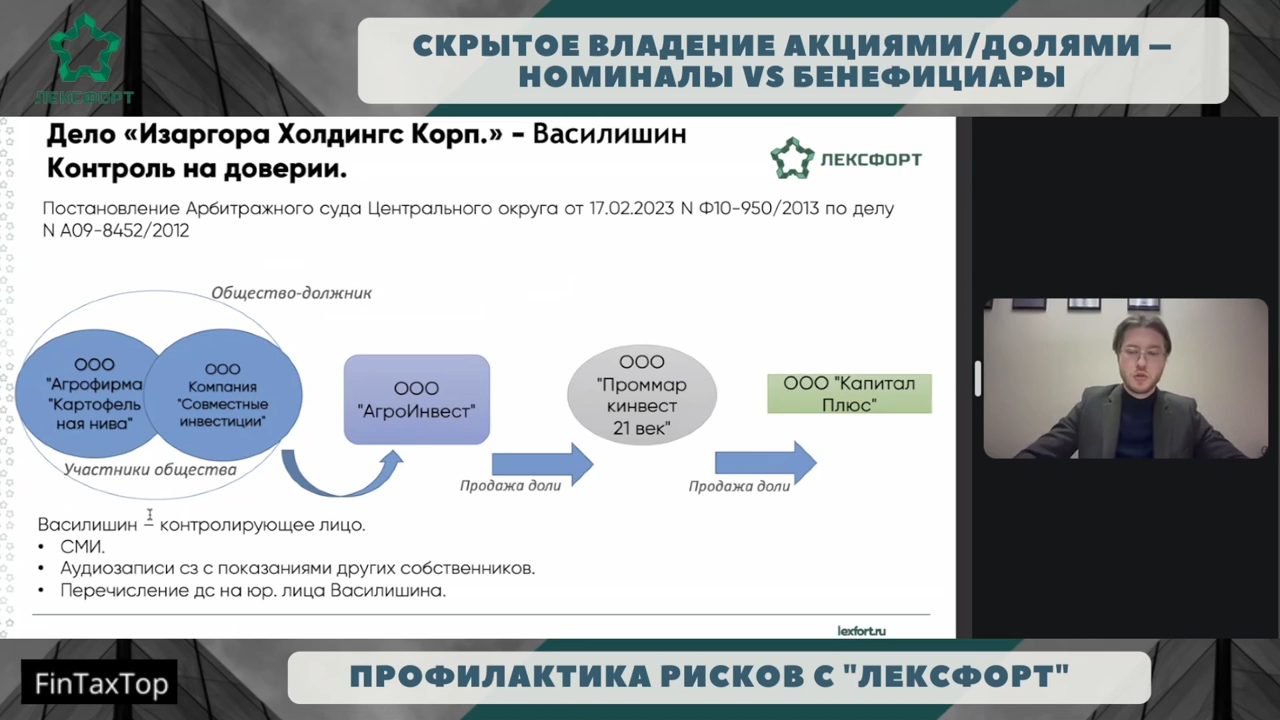 ЛЕКСФОРТ
СКРЫТОЕ ВЛАДЕНИЕ АКЦИЯМИ/ДОЛЯМИ –
НОМИНАЛЫ VS БЕНЕФИЦИАРЫ
Дело «Изаргора Холдингс Корп.» - Василишин
Контроль на доверии.
ЛЕКСФОРТ
Постановление Арбитражного суда Центрального округа от 17.02.2023 N Ф10-950/2013 по делу
N А09-8452/2012
Общество-должник
ООО
"Агрофирма
"Картофель
ная нива"
ООО
Компания
"Совместные
инвестиции"
Участники общества
ООО
"АгроИнвест"
Продажа доли
ООО
"Проммар
кинвест
21 век"
Продажа доли
ООО "Капитал
Плюс"
Василишин – контролирующее лицо.
• СМИ.
• Аудиозаписи сз с показаниями других собственников.
• Перечисление дс на юр. лица Василишина.
lexfort.ru
FinTaxTop
ПРОФИЛАКТИКА РИСКОВ С "ЛЕКСФОРТ"